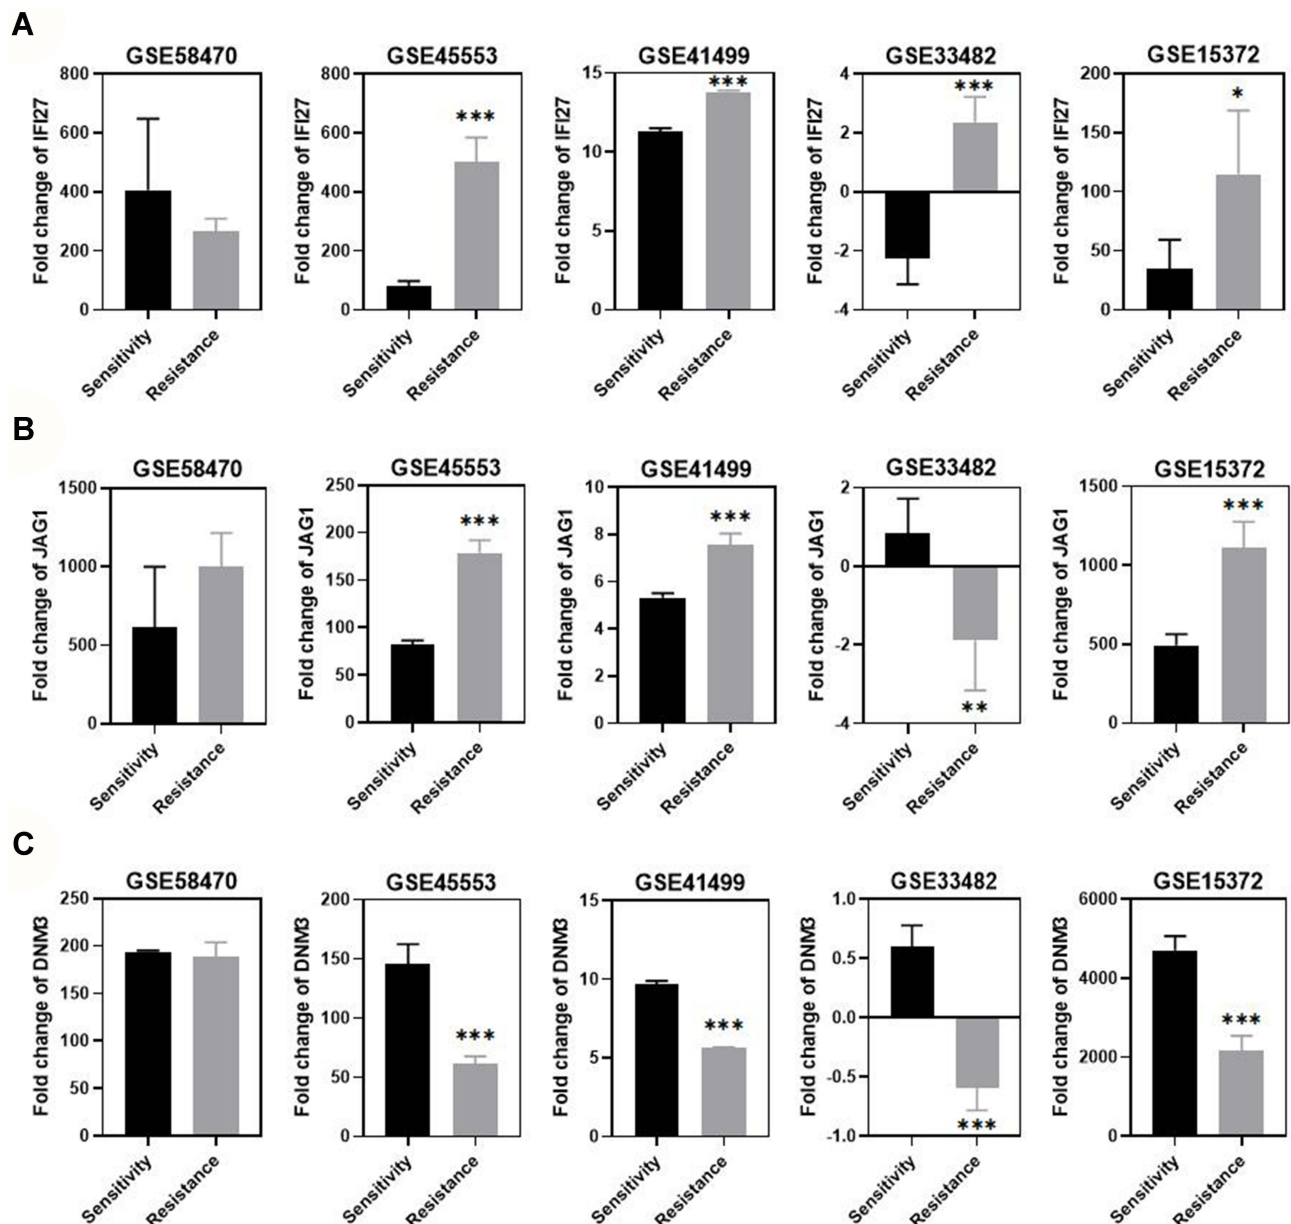 A
GSE58470 GSE45553 GSE41499 GSE33482 GSE15372
Fold change of IFI27
800
600
400
200
0
Sensitivity
Resistance
Fold change of IFI27
800
600
400
200
0
***
Sensitivity
Resistance
Fold change of IFI27
15
10
5
0
***
Sensitivity
Resistance
Fold change of IFI27
4
2
0
-2
-4
***
Sensitivity
Resistance
Fold change of IFI27
200
150
100
50
0
*
Sensitivity
Resistance
B
GSE58470 GSE45553 GSE41499 GSE33482 GSE15372
Fold change of JAG1
1500
1000
500
0
Sensitivity
Resistance
Fold change of JAG1
250
200
150
100
50
0
***
Sensitivity
Resistance
Fold change of JAG1
10
8
6
4
2
0
***
Sensitivity
Resistance
Fold change of JAG1
2
0
-2
-4
**
Sensitivity
Resistance
Fold change of JAG1
1500
1000
500
0
***
Sensitivity
Resistance
C
GSE58470 GSE45553 GSE41499 GSE33482 GSE15372
Fold change of DNM3
250
200
150
100
50
0
Sensitivity
Resistance
Fold change of DNM3
200
150
100
50
0
***
Sensitivity
Resistance
Fold change of DNM3
15
10
5
0
***
Sensitivity
Resistance
Fold change of DNM3
1.0
0.5
0.0
-0.5
-1.0
***
Sensitivity
Resistance
Fold change of DNM3
6000
4000
2000
0
***
Sensitivity
Resistance